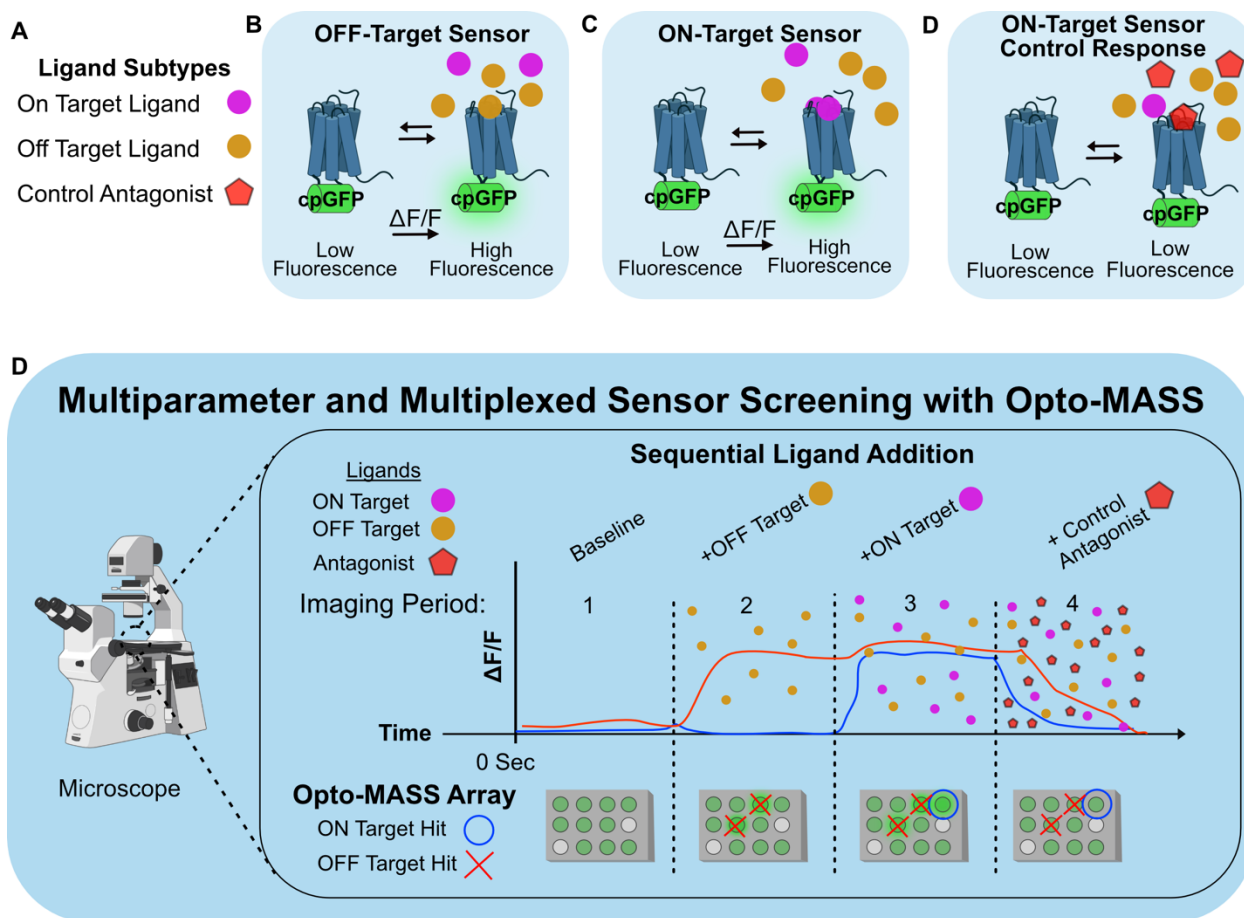 A
Ligand Subtypes
On Target Ligand
Off Target Ligand
Control Antagonist
B
OFF-Target Sensor
cpGFP
cpGFP
ΔF/F
Low
Fluorescence
High
Fluorescence
C
ON-Target Sensor
cpGFP
cpGFP
ΔF/F
Low
Fluorescence
High
Fluorescence
D
ON-Target Sensor
Control Response
cpGFP
cpGFP
Low
Fluorescence
Low
Fluorescence
D
Multiparameter and Multiplexed Sensor Screening with Opto-MASS
Microscope
Sequential Ligand Addition
Ligands
ON Target
OFF Target
Antagonist
Baseline
+OFF Target
+ON Target
+ Control
Antagonist
Imaging Period:
1
2
3
4
ΔF/F
Time
0 Sec
Opto-MASS Array
ON Target Hit
OFF Target Hit